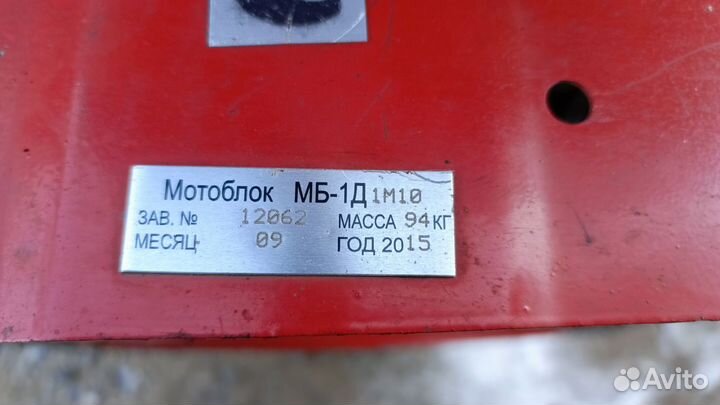 Мотоблок МБ-1Д1М10
ЗАВ. № 12062 МАССА 94КГ
МЕСЯЦ 09 ГОД 2015
Avito